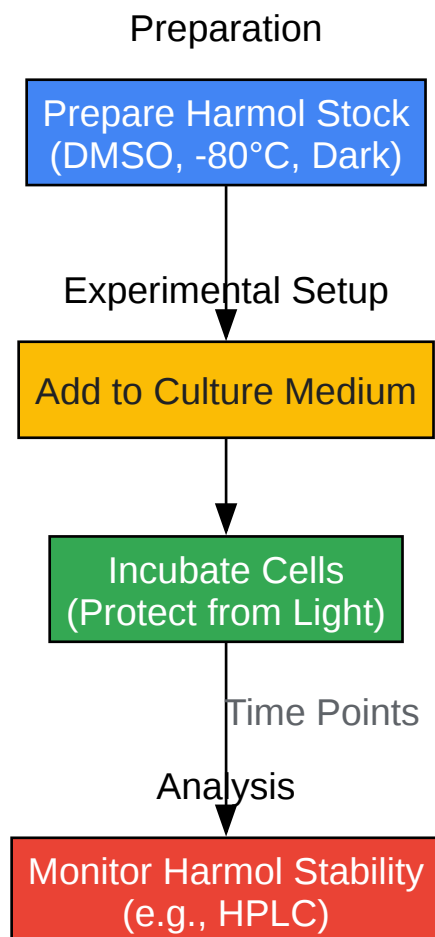 Preparation
Prepare Harmol Stock
(DMSO, -80°C, Dark)
Experimental Setup
Add to Culture Medium
Incubate Cells
(Protect from Light)
Time Points
Analysis
Monitor Harmol Stability
(e.g., HPLC)